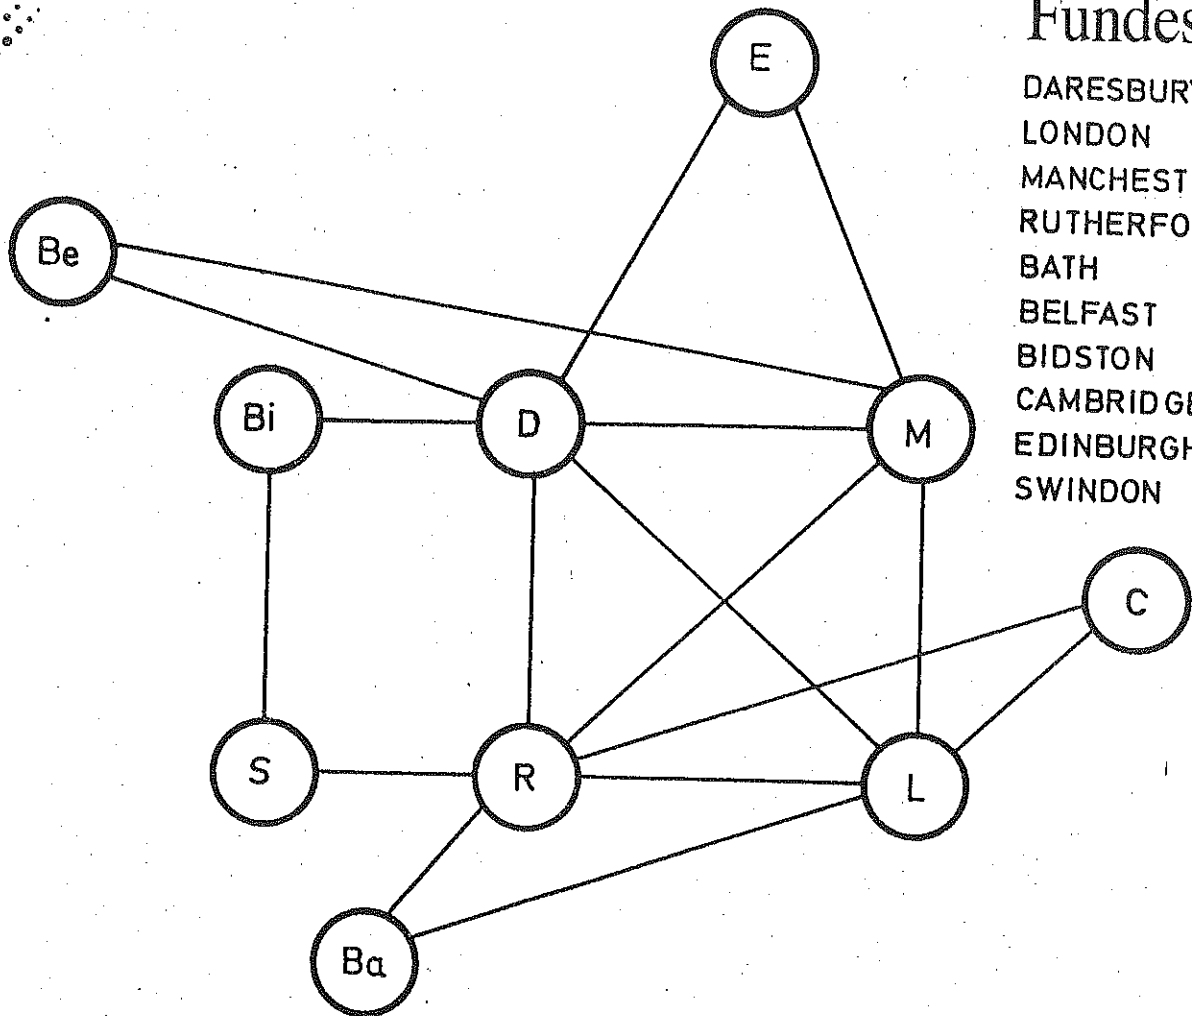 E
Fundes
DARESBURY
LONDON
MANCHEST
RUTHERFO
BATH
BELFAST
BIDSTON
CAMBRIDGE
EDINBURGH
SWINDON
Be
Bi
D
M
C
S
R
L
Ba